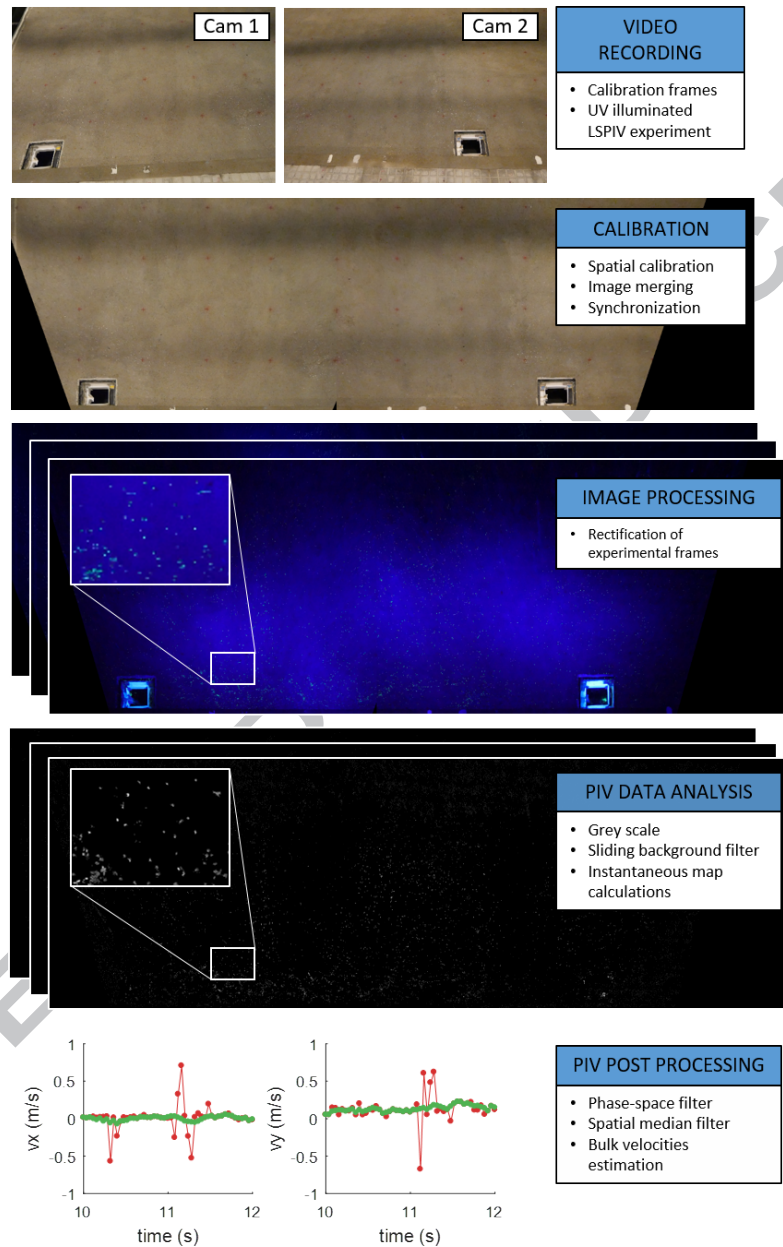 Cam 1
Cam 2
VIDEO
RECORDING
• Calibration frames
• UV illuminated
LSPIV experiment
CALIBRATION
• Spatial calibration
• Image merging
• Synchronization
IMAGE PROCESSING
• Rectification of
experimental frames
PIV DATA ANALYSIS
• Grey scale
• Sliding background filter
• Instantaneous map
calculations
1
0.5
0
-0.5
-1
vx (m/s)
10
11
12
time (s)
1
0.5
0
-0.5
-1
vy (m/s)
10
11
12
time (s)
PIV POST PROCESSING
• Phase-space filter
• Spatial median filter
• Bulk velocities
estimation